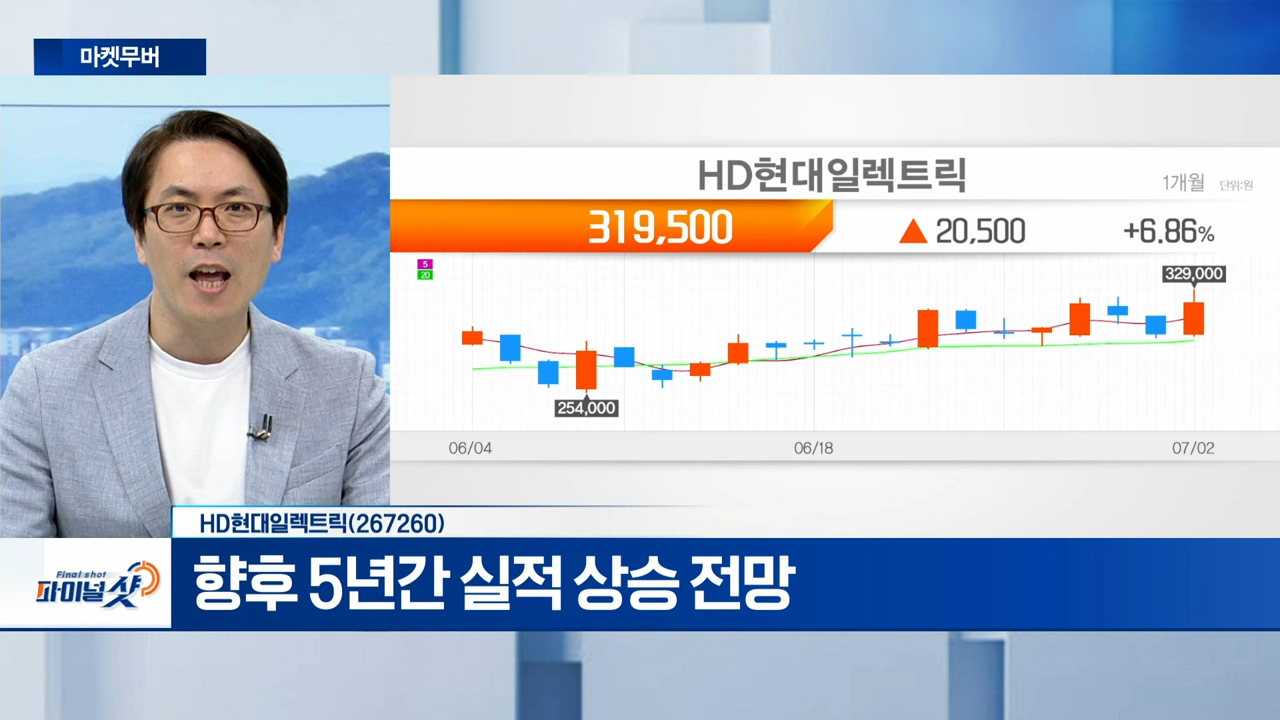 마켓무버
HD현대일렉트릭
1개월 단위:원
319,500 ▲ 20,500 +6.86%
5
20
329,000
254,000
06/04 06/18 07/02
HD현대일렉트릭(267260)
Final shot
파이널샷
향후 5년간 실적 상승 전망